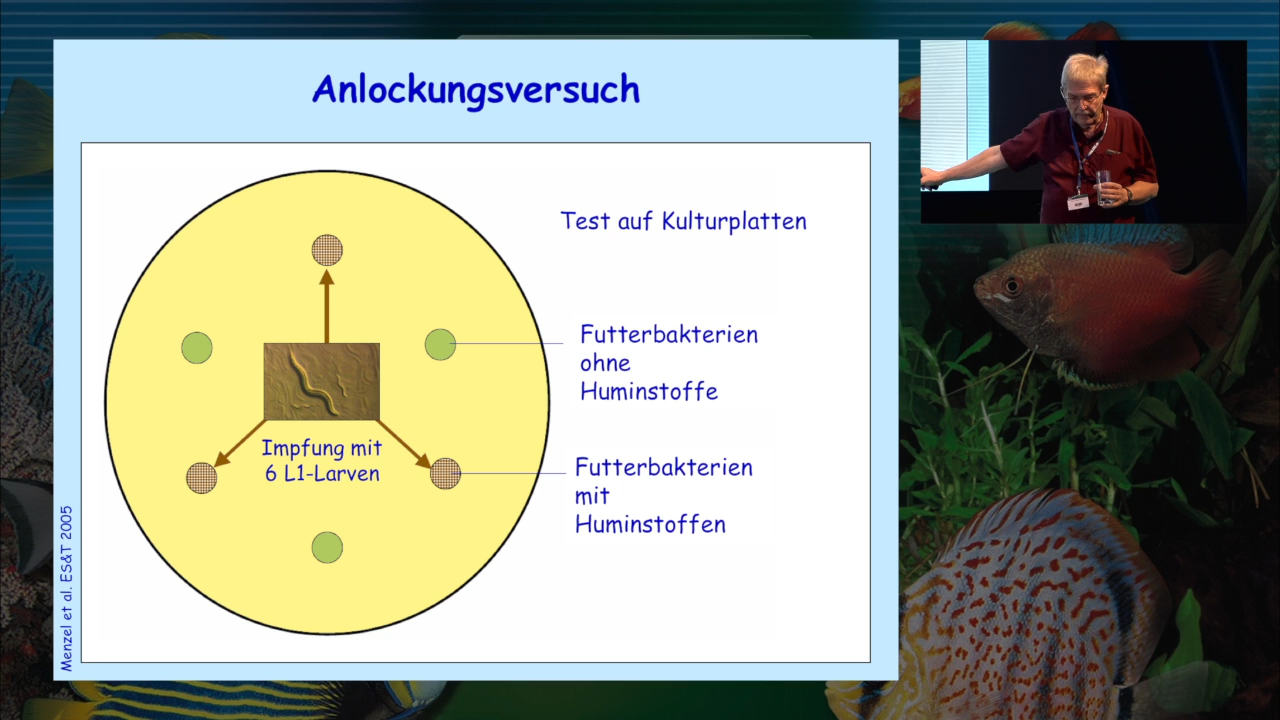 Anlockungsversuch
Test auf Kulturplatten
Futterbakterien
ohne
Huminstoffe
Impfung mit
6 L1-Larven
Futterbakterien
mit
Huminstoffen
Menzel et al. ES&T 2005